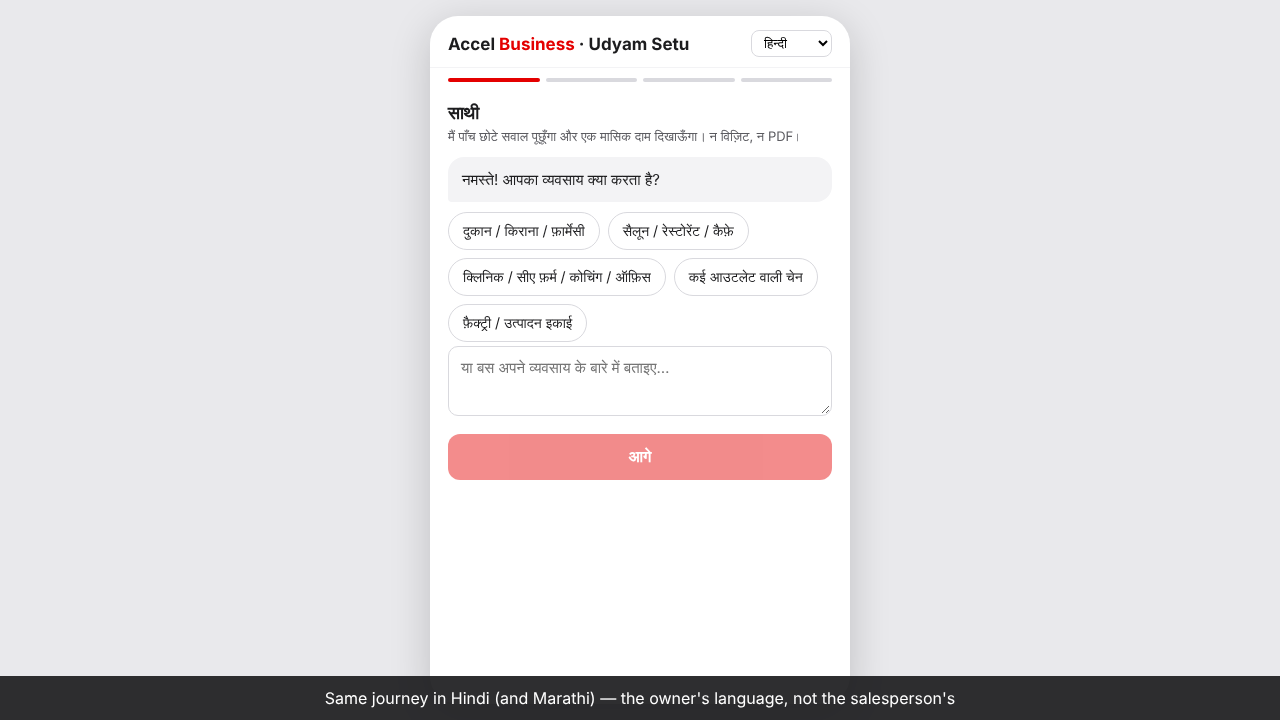 Accel Business · Udyam Setu
हिन्दी
साथी
मैं पाँच छोटे सवाल पूछूँगा और एक मासिक दाम दिखाऊँगा। न विज़िट, न PDF।
नमस्ते! आपका व्यवसाय क्या करता है?
दुकान / किराना / फ़ार्मेसी
सैलून / रेस्टोरेंट / कैफ़े
क्लिनिक / सीए फ़र्म / कोचिंग / ऑफ़िस
कई आउटलेट वाली चेन
फ़ैक्ट्री / उत्पादन इकाई
या बस अपने व्यवसाय के बारे में बताइए...
आगे
Same journey in Hindi (and Marathi) — the owner's language, not the salesperson's